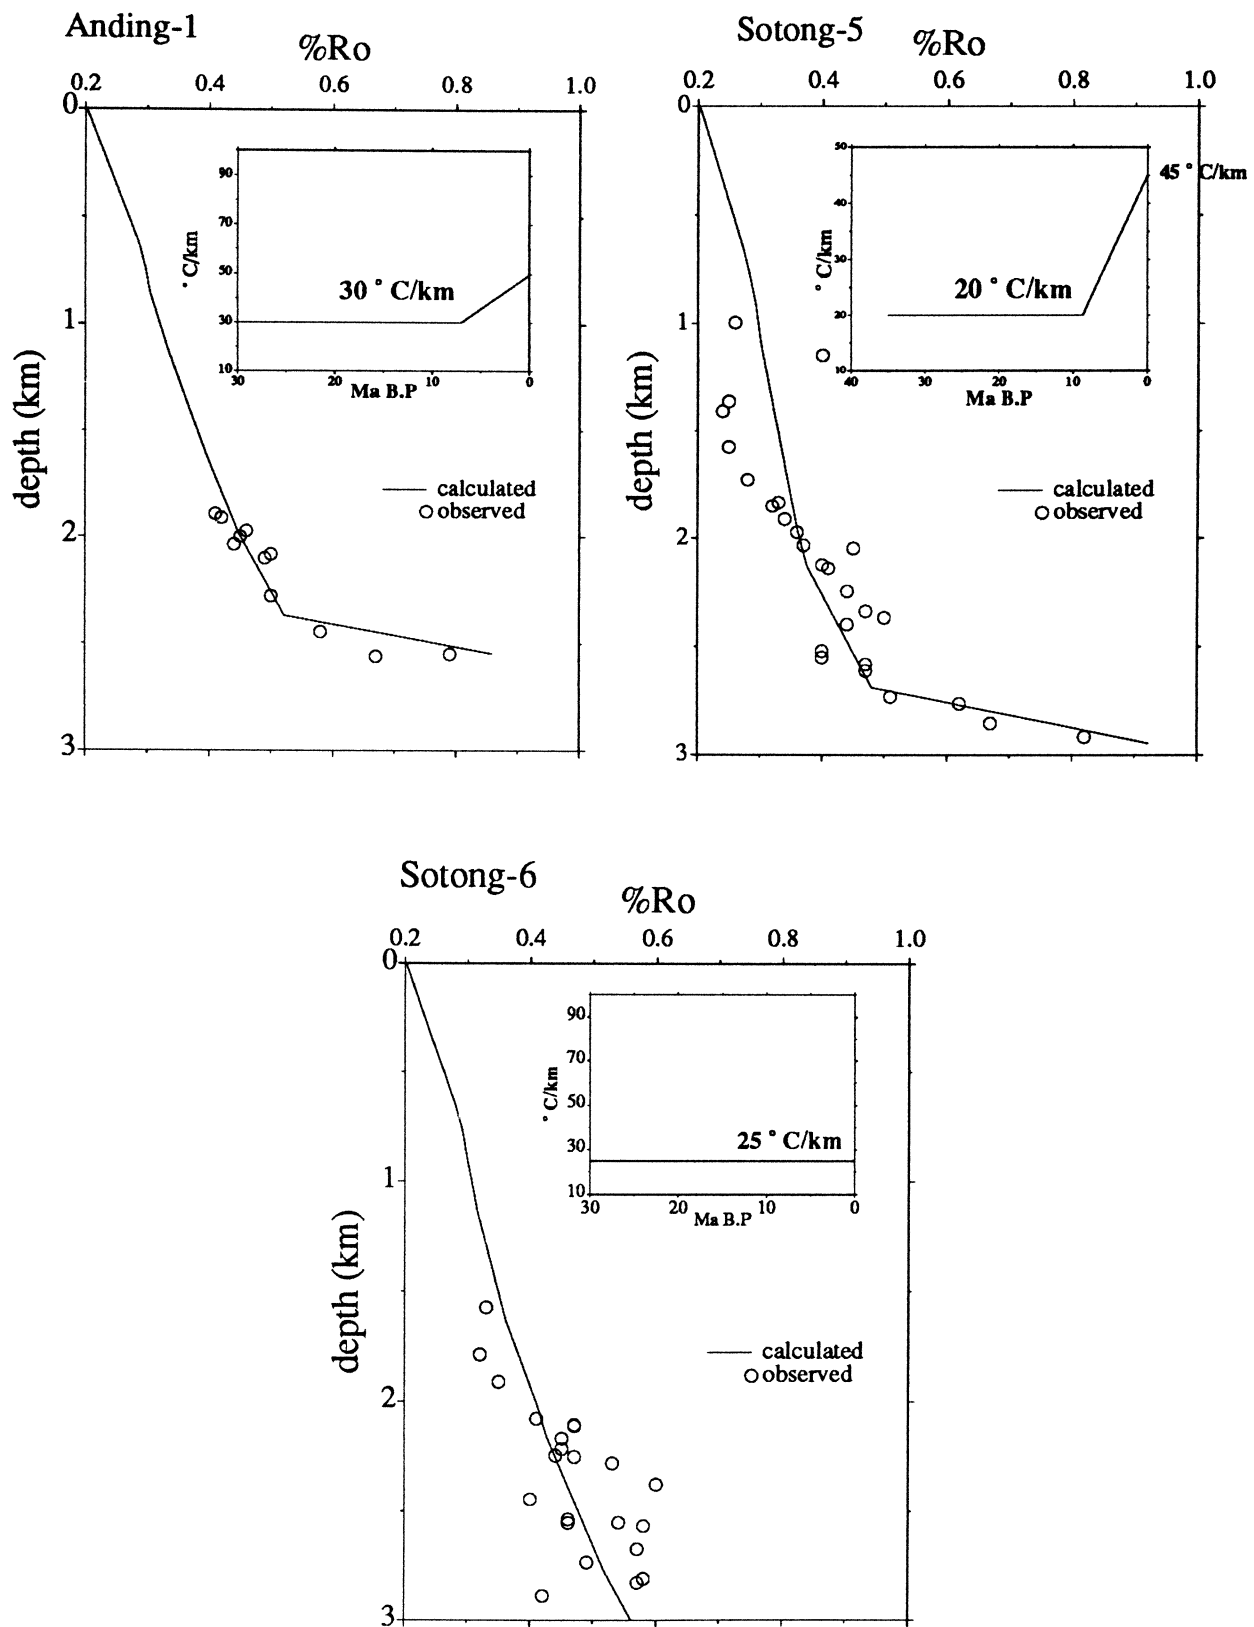 Anding-1
%Ro
0.2 0.4 0.6 0.8 1.0
0
1
2
3
depth (km)
90
70
50
30
10
° C/km
30 ° C/km
30 20 10 0
Ma B.P
calculated
observed
Sotong-5
%Ro
0.2 0.4 0.6 0.8 1.0
0
1
2
3
depth (km)
50
40
30
20
10
° C/km
45 ° C/km
20 ° C/km
40 30 20 10 0
Ma B.P
calculated
observed
Sotong-6
%Ro
0.2 0.4 0.6 0.8 1.0
0
1
2
3
depth (km)
90
70
50
30
10
° C/km
25 ° C/km
30 20 10 0
Ma B.P
calculated
observed